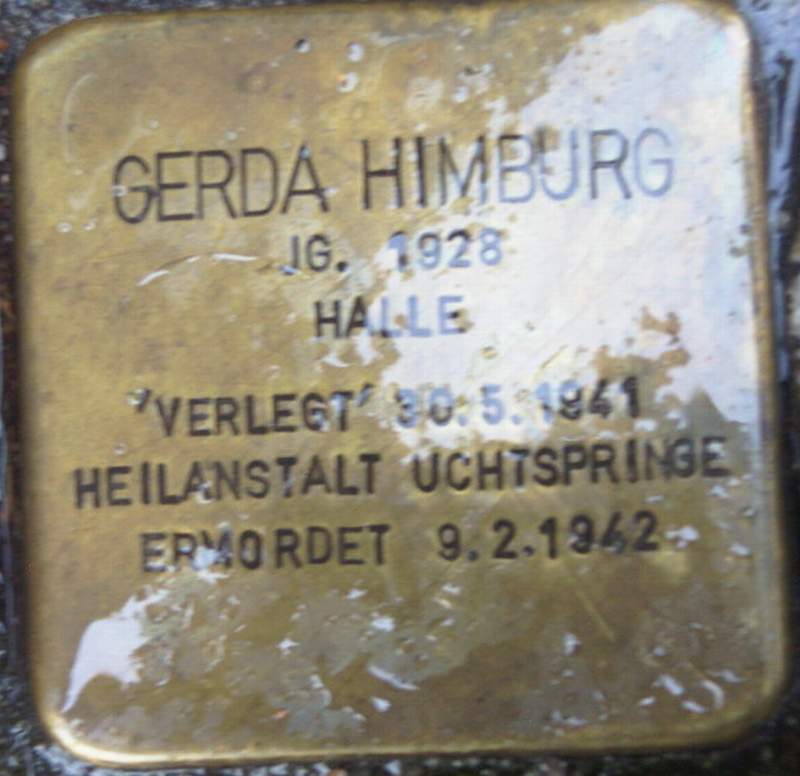 GERDA HIMBURG
JG. 1928
HALLE
'VERLEGT' 30.5.1941
HEILANSTALT UCHTSPRINGE
ERMORDET 9.2.1942